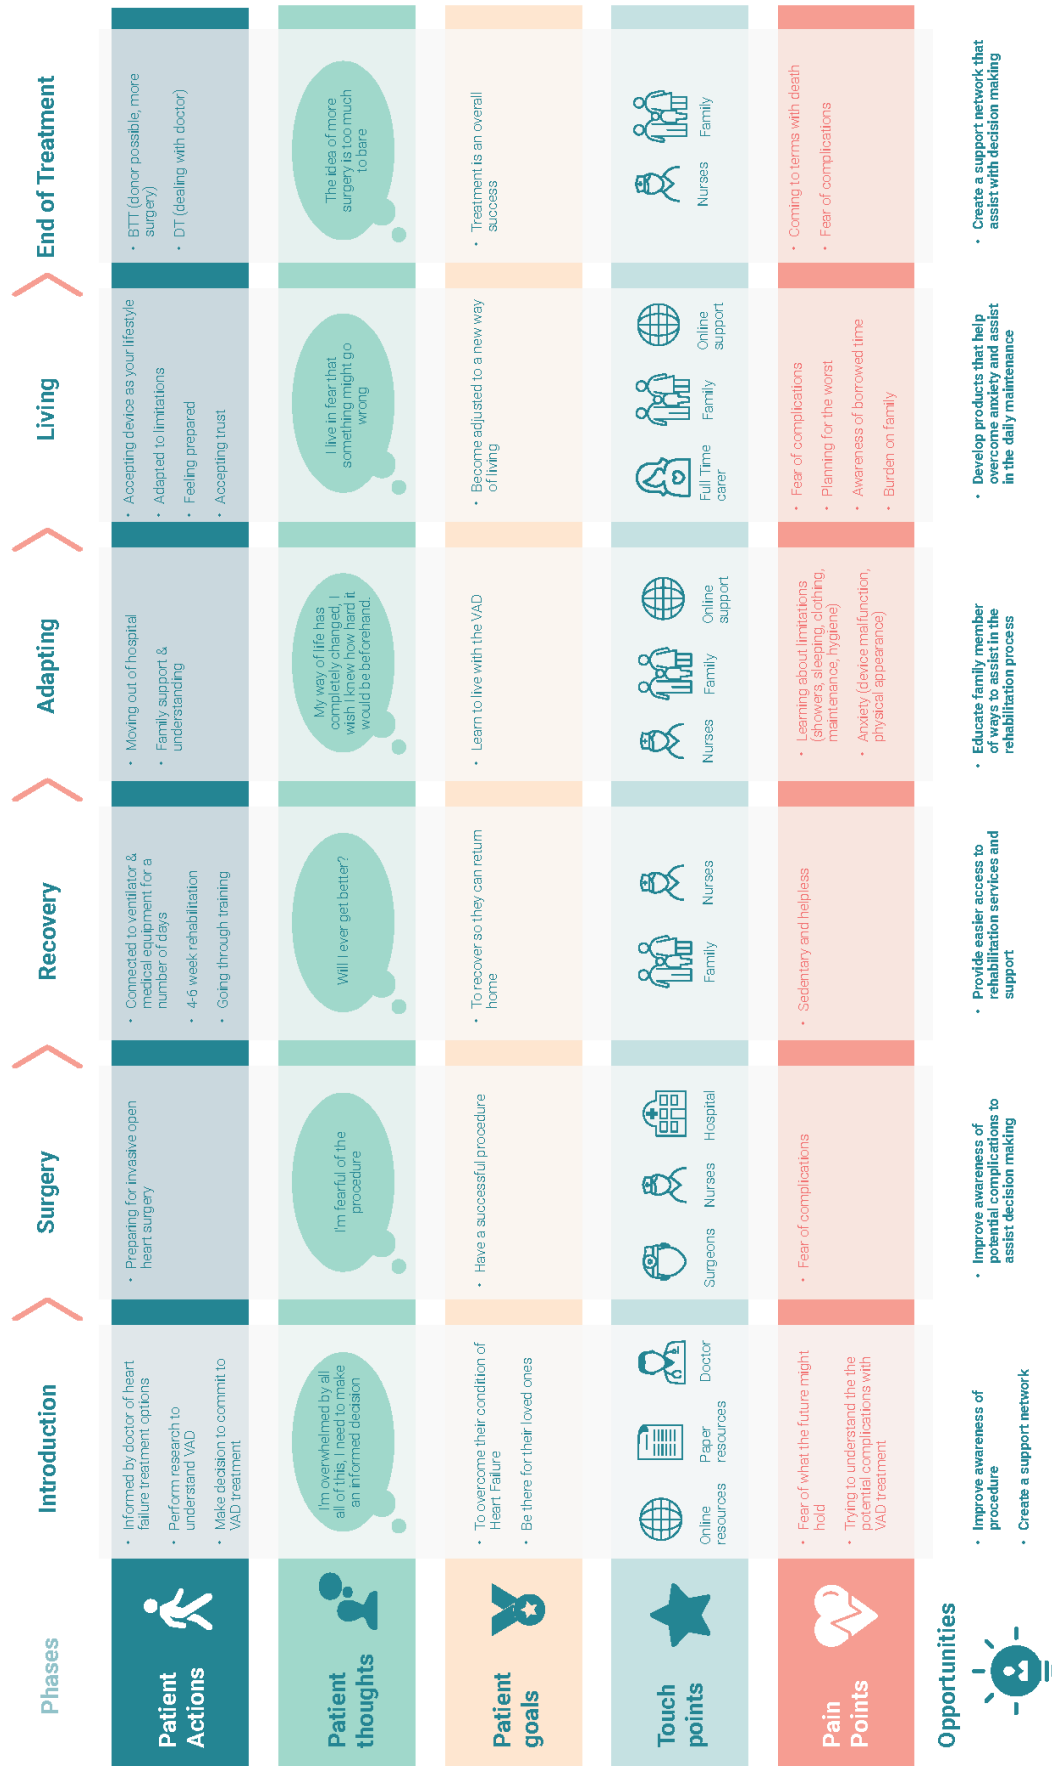 Phases
Introduction
Surgery
Recovery
Adapting
Living
End of Treatment
Patient
Actions
• Informed by doctor of heart
failure treatment options
• Perform research to
understand VAD
• Make decision to commit to
VAD treatment
• Preparing for invasive open
heart surgery
• Connected to ventilator &
medical equipment for a
number of days
• 4-6 week rehabilitation
• Going through training
• Moving out of hospital
• Family support &
understanding
• Accepting device as your lifestyle
• Adapted to limitations
• Feeling prepared
• Accepting trust
• BTT (donor possible, more
surgery)
• DT (dealing with doctor)
Patient
thoughts
I'm overwhelmed by all
all of this, I need to make
an informed decision
I'm fearful of the
procedure
Will I ever get better?
My way of life has
completely changed, I
wish I knew how hard it
would be beforehand.
I live in fear that
something might go
wrong
The idea of more
surgery is too much
to bare
Patient
goals
• To overcome their condition of
Heart Failure
• Be there for their loved ones
• Have a successful procedure
• To recover so they can return
home
• Learn to live with the VAD
• Become adjusted to a new way
of living
• Treatment is an overall
success
Touch
points
Online
resources
Paper
resources
Doctor
Surgeons
Nurses
Hospital
Family
Nurses
Nurses
Family
Online
support
Full Time
carer
Family
Online
support
Nurses
Family
Pain
Points
• Fear of what the future might
hold
• Trying to understand the the
potential complications with
VAD treatment
• Fear of complications
• Sedentary and helpless
• Learning about limitations
(showers, sleeping, clothing,
maintenance, hygiene)
• Anxiety (device malfunction,
physical appearance)
• Fear of complications
• Planning for the worst
• Awareness of borrowed time
• Burden on family
• Coming to terms with death
• Fear of complications
Opportunities
• Improve awareness of
procedure
• Create a support network
• Improve awareness of
potential complications to
assist decision making
• Provide easier access to
rehabilitation services and
support
• Educate family member
of ways to assist in the
rehabilitation process
• Develop products that help
overcome anxiety and assist
in the daily maintenance
• Create a support network that
assist with decision making